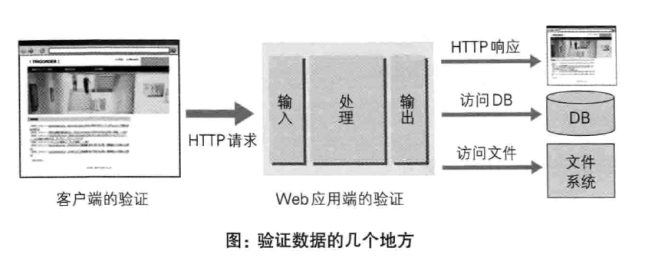 TRICORDER
HTTP请求
客户端的验证
输入
处理
输出
Web应用端的验证
HTTP响应
访问DB
DB
访问文件
文件
系统
图：验证数据的几个地方